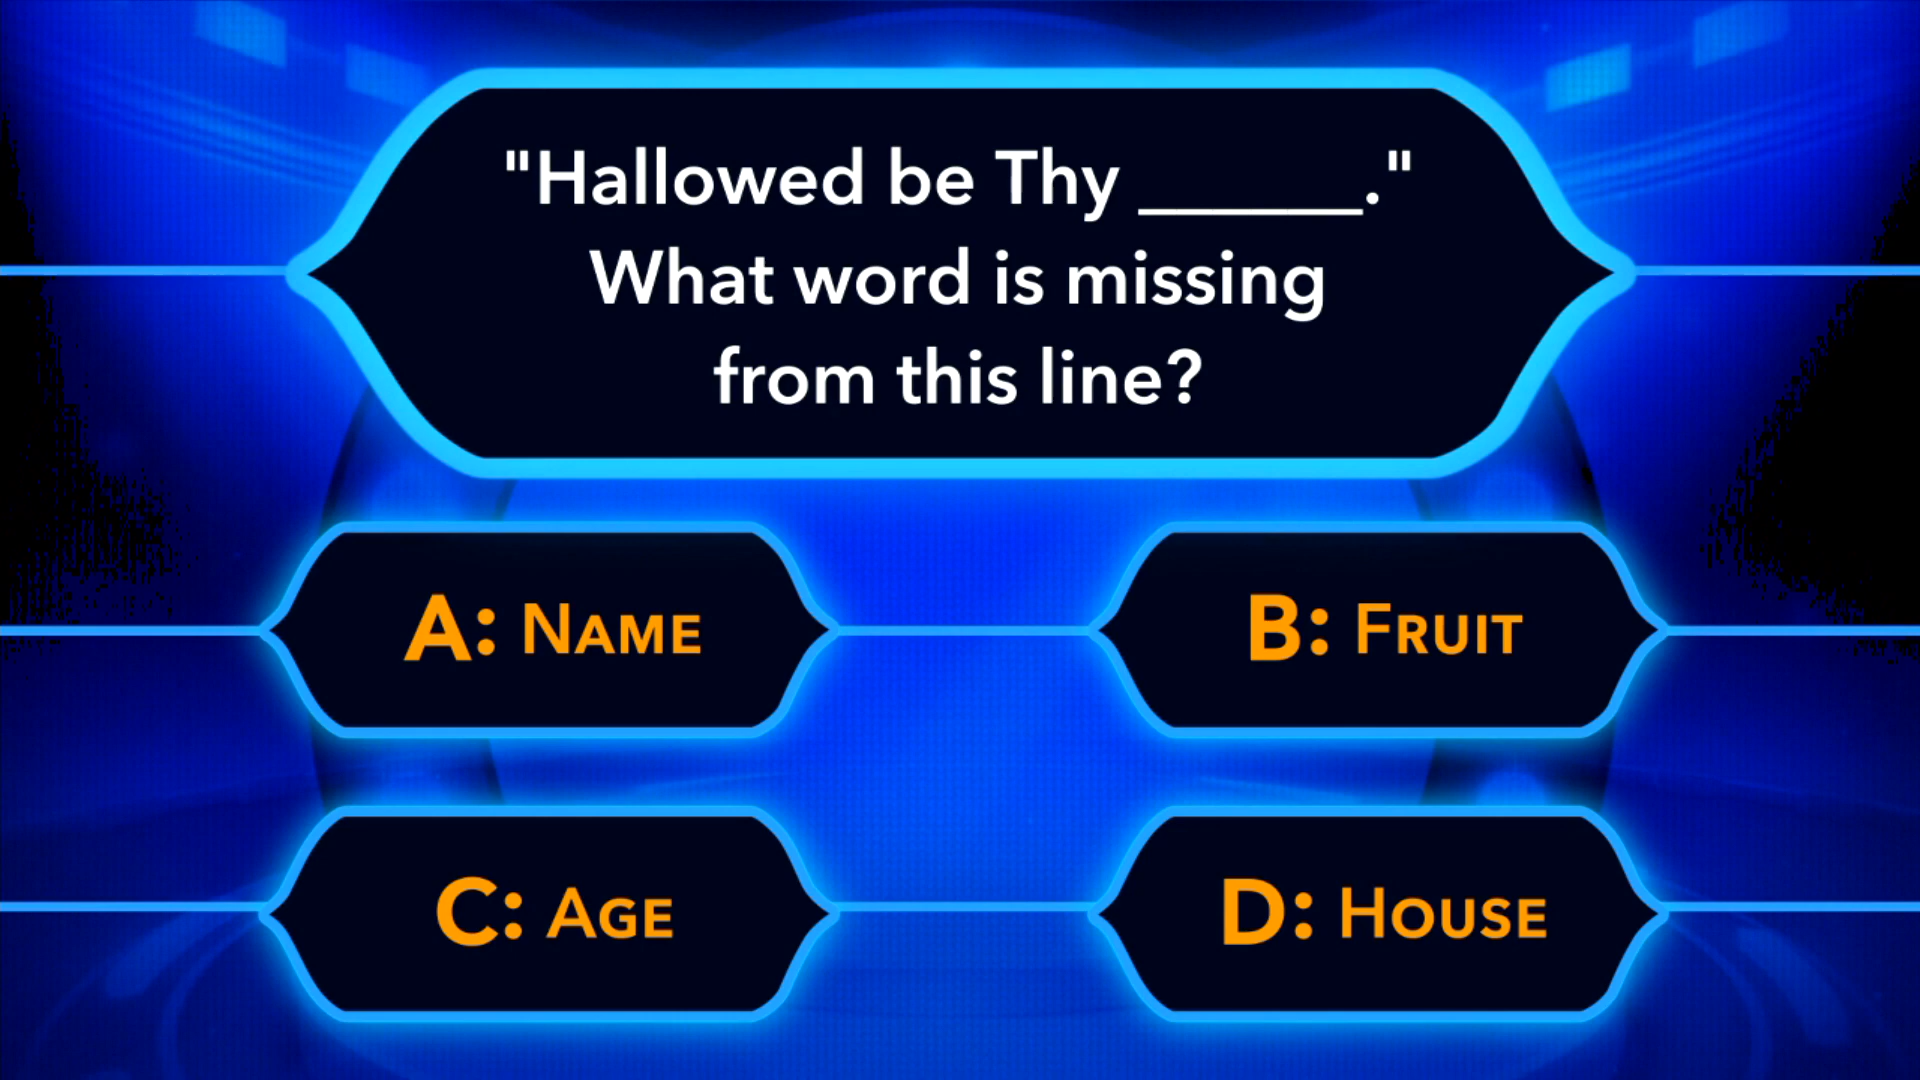 "Hallowed be Thy ______."
What word is missing
from this line?
A: Name
B: Fruit
C: Age
D: House